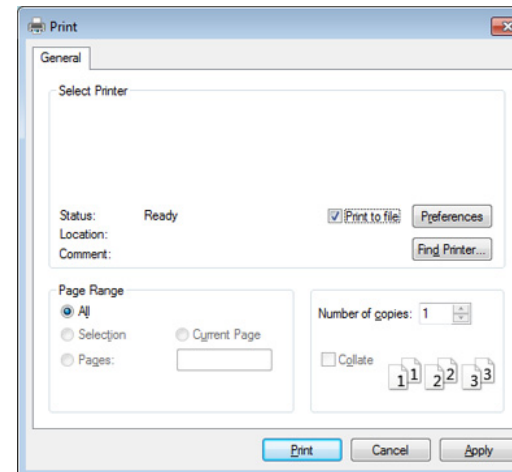 Print
General
Select Printer
Status: Ready
Print to file
Preferences
Location:
Comment:
Find Printer...
Page Range
All
Selection
Current Page
Pages:
Number of copies: 1
Collate
1 1 2 2 3 3
Print
Cancel
Apply